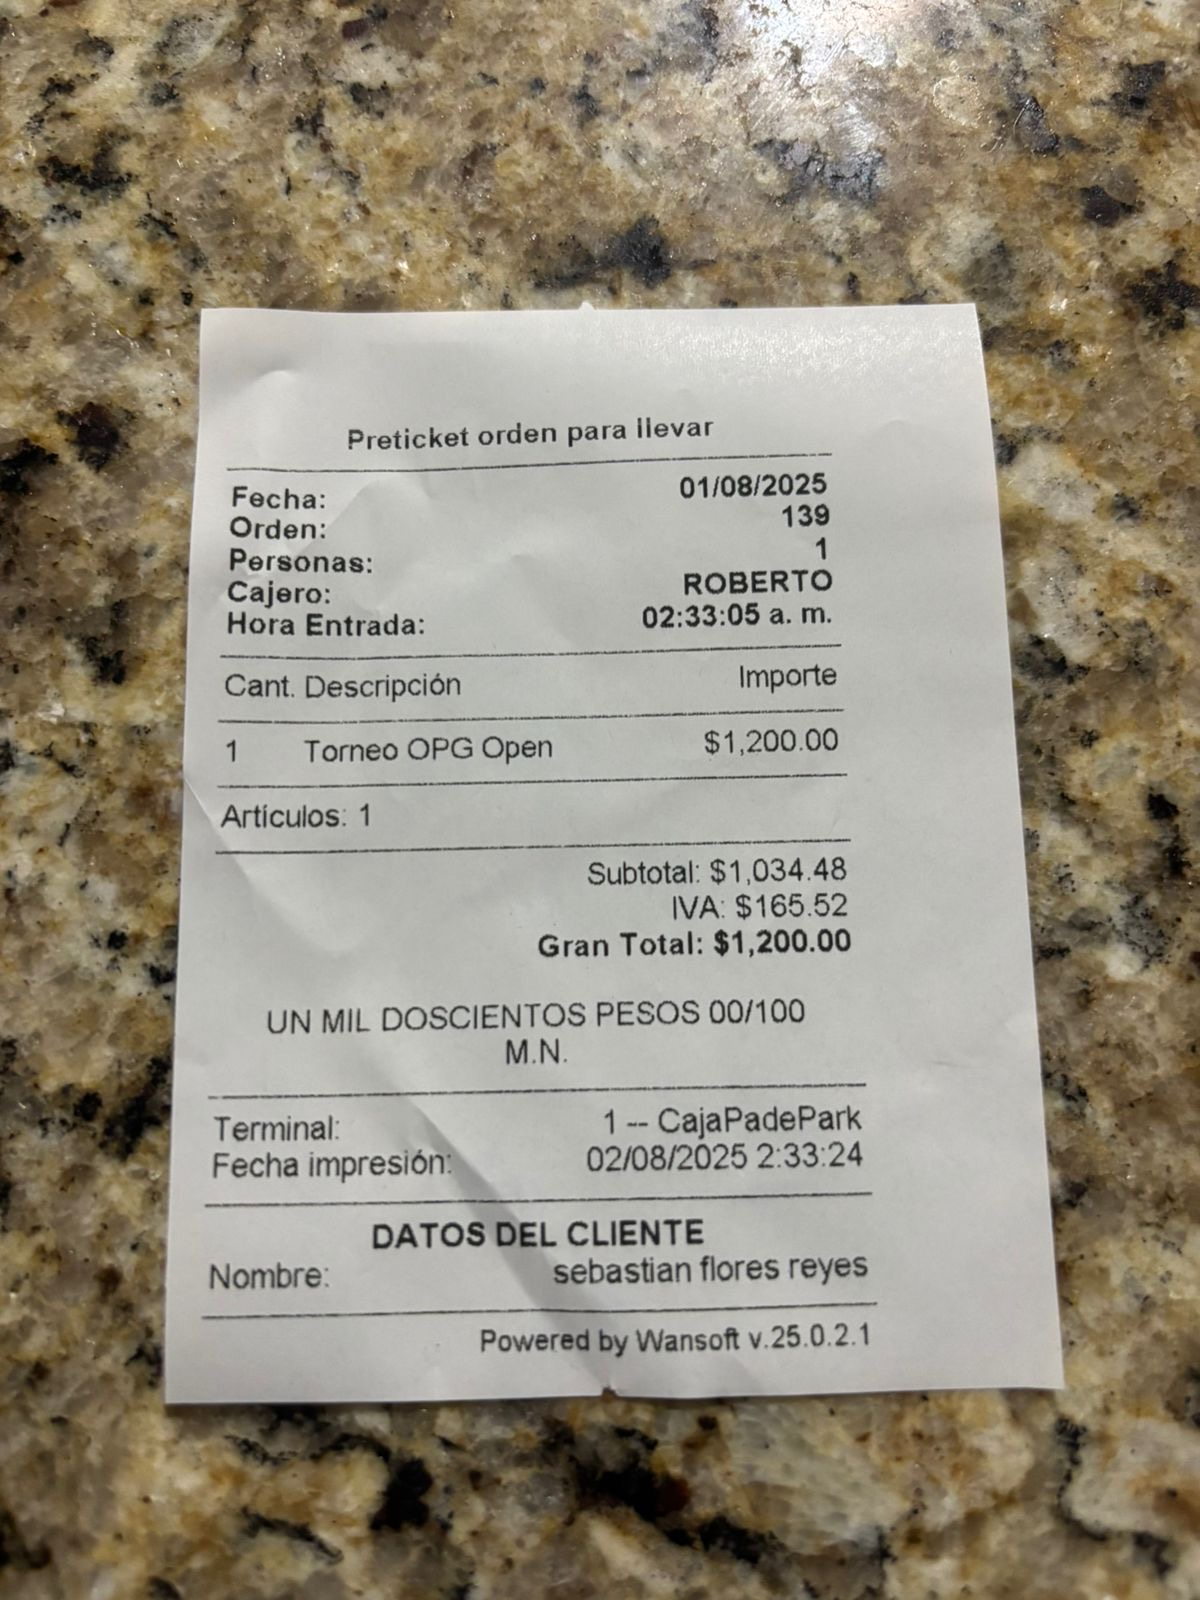 Preticket orden para llevar
Fecha: 01/08/2025
Orden: 139
Personas: 1
Cajero: ROBERTO
Hora Entrada: 02:33:05 a. m.
Cant. Descripción Importe
1 Torneo OPG Open $1,200.00
Artículos: 1
Subtotal: $1,034.48
IVA: $165.52
Gran Total: $1,200.00
UN MIL DOSCIENTOS PESOS 00/100
M.N.
Terminal: 1 -- CajaPadePark
Fecha impresión: 02/08/2025 2:33:24
DATOS DEL CLIENTE
Nombre: sebastian flores reyes
Powered by Wansoft v.25.0.2.1